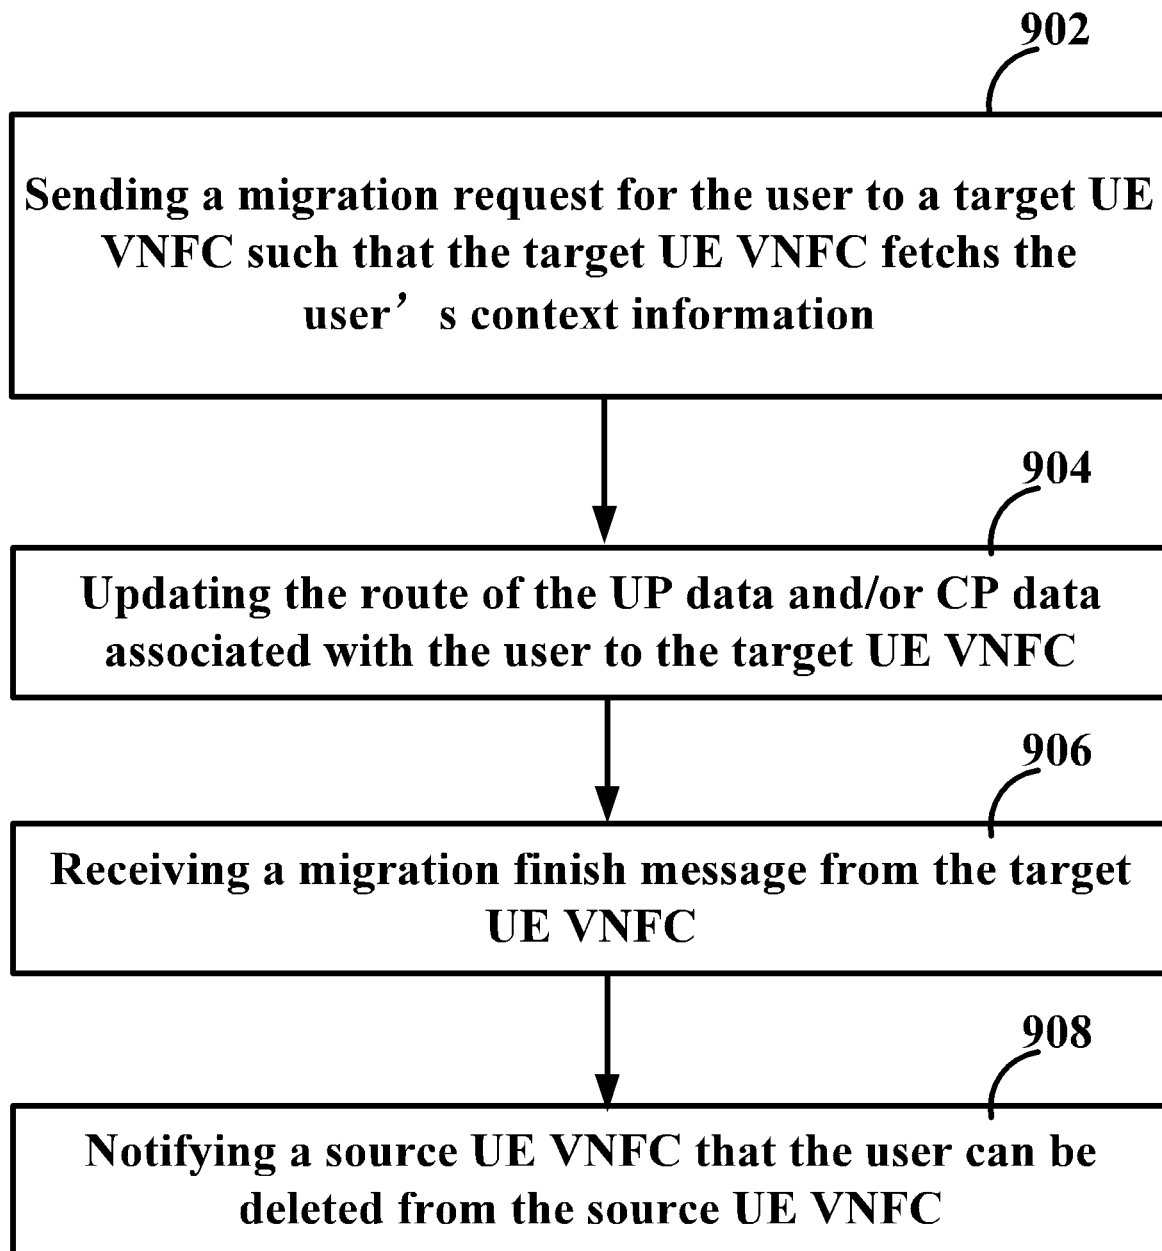 902
Sending a migration request for the user to a target UE
VNFC such that the target UE VNFC fetchs the
user’s context information
904
Updating the route of the UP data and/or CP data
associated with the user to the target UE VNFC
906
Receiving a migration finish message from the target
UE VNFC
908
Notifying a source UE VNFC that the user can be
deleted from the source UE VNFC